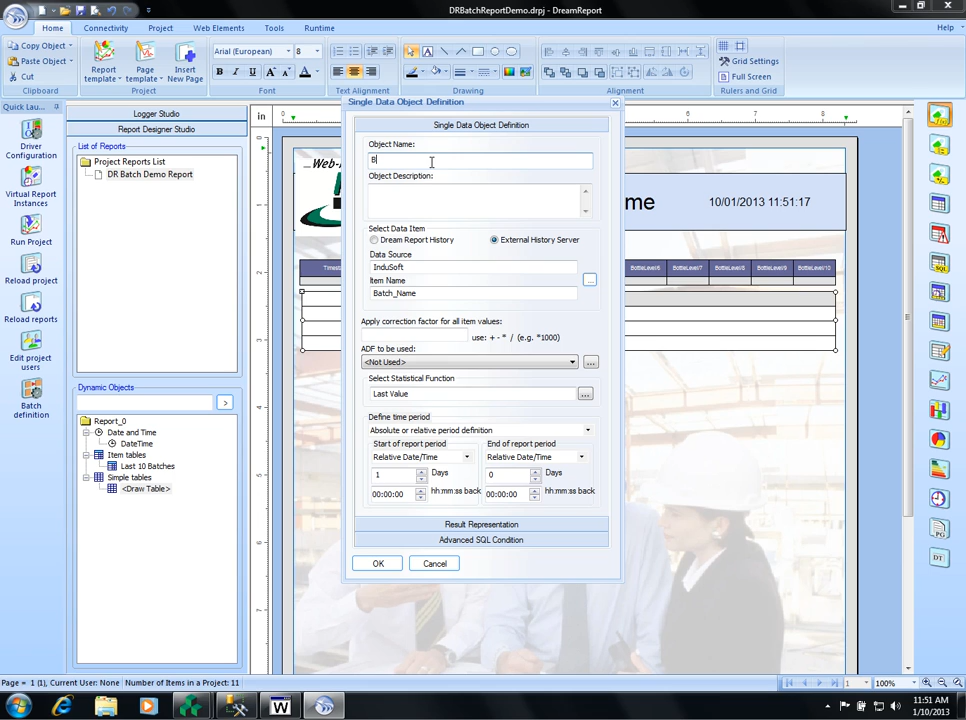 DRBatchReportDemo.drpj - DreamReport
Home
Connectivity
Project
Web Elements
Tools
Runtime
Help
Copy Object
Paste Object
Cut
Clipboard
Report template
Page template
Insert New Page
Project
Arial (European)
8
B I U A A A
Font
Text Alignment
Drawing
Alignment
Grid Settings
Full Screen
Rulers and Grid
Quick Lau...
Driver Configuration
Virtual Report Instances
Run Project
Reload project
Reload reports
Edit project users
Batch definition
Logger Studio
Report Designer Studio
List of Reports
Project Reports List
DR Batch Demo Report
Dynamic Objects
>
Report_0
Date and Time
DateTime
Item tables
Last 10 Batches
Simple tables
<Draw Table>
in
6
7
8
me
10/01/2013 11:51:17
BottleLevel6
BottleLevel7
BottleLevel8
BottleLevel9
BottleLevel10
Single Data Object Definition
Single Data Object Definition
Object Name:
B
Object Description:
Select Data Item
Dream Report History
External History Server
Data Source
InduSoft
Item Name
Batch_Name
...
Apply correction factor for all item values:
use: + - * / (e.g. *1000)
ADF to be used:
<Not Used>
...
Select Statistical Function
Last Value
...
Define time period
Absolute or relative period definition
Start of report period
End of report period
Relative Date/Time
Relative Date/Time
1
Days
0
Days
00:00:00
hh:mm:ss back
00:00:00
hh:mm:ss back
Result Representation
Advanced SQL Condition
OK
Cancel
Page = 1 (1), Current User: None
Number of Items in a Project: 11
1
100%
11:51 AM
1/10/2013